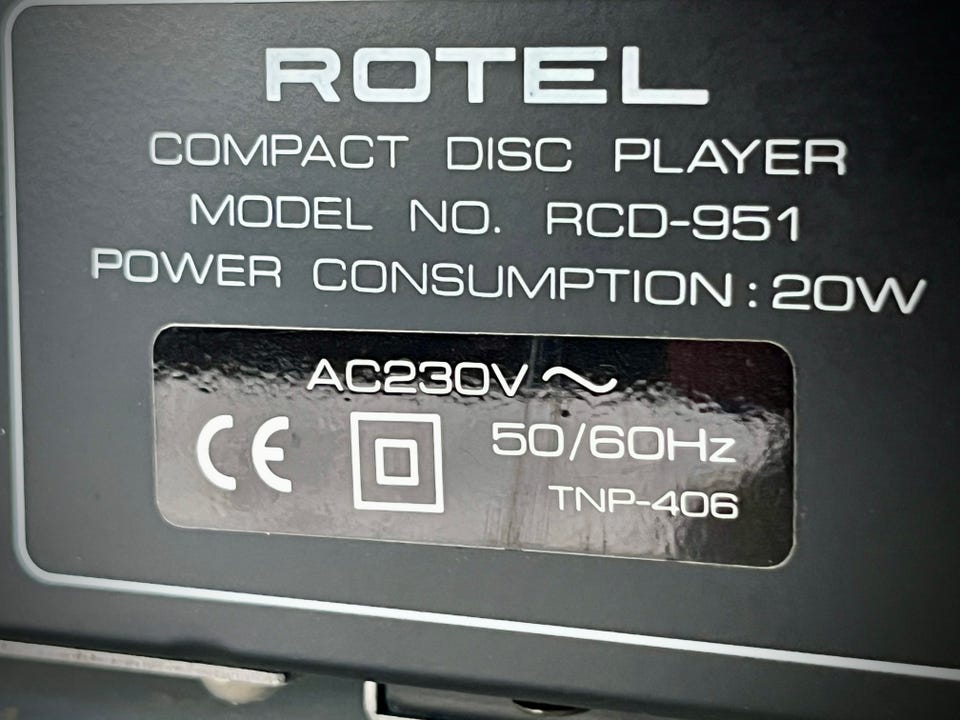 ROTEL
COMPACT DISC PLAYER
MODEL NO. RCD-951
POWER CONSUMPTION : 20W
AC230V ~
CE
50/60Hz
TNP-406